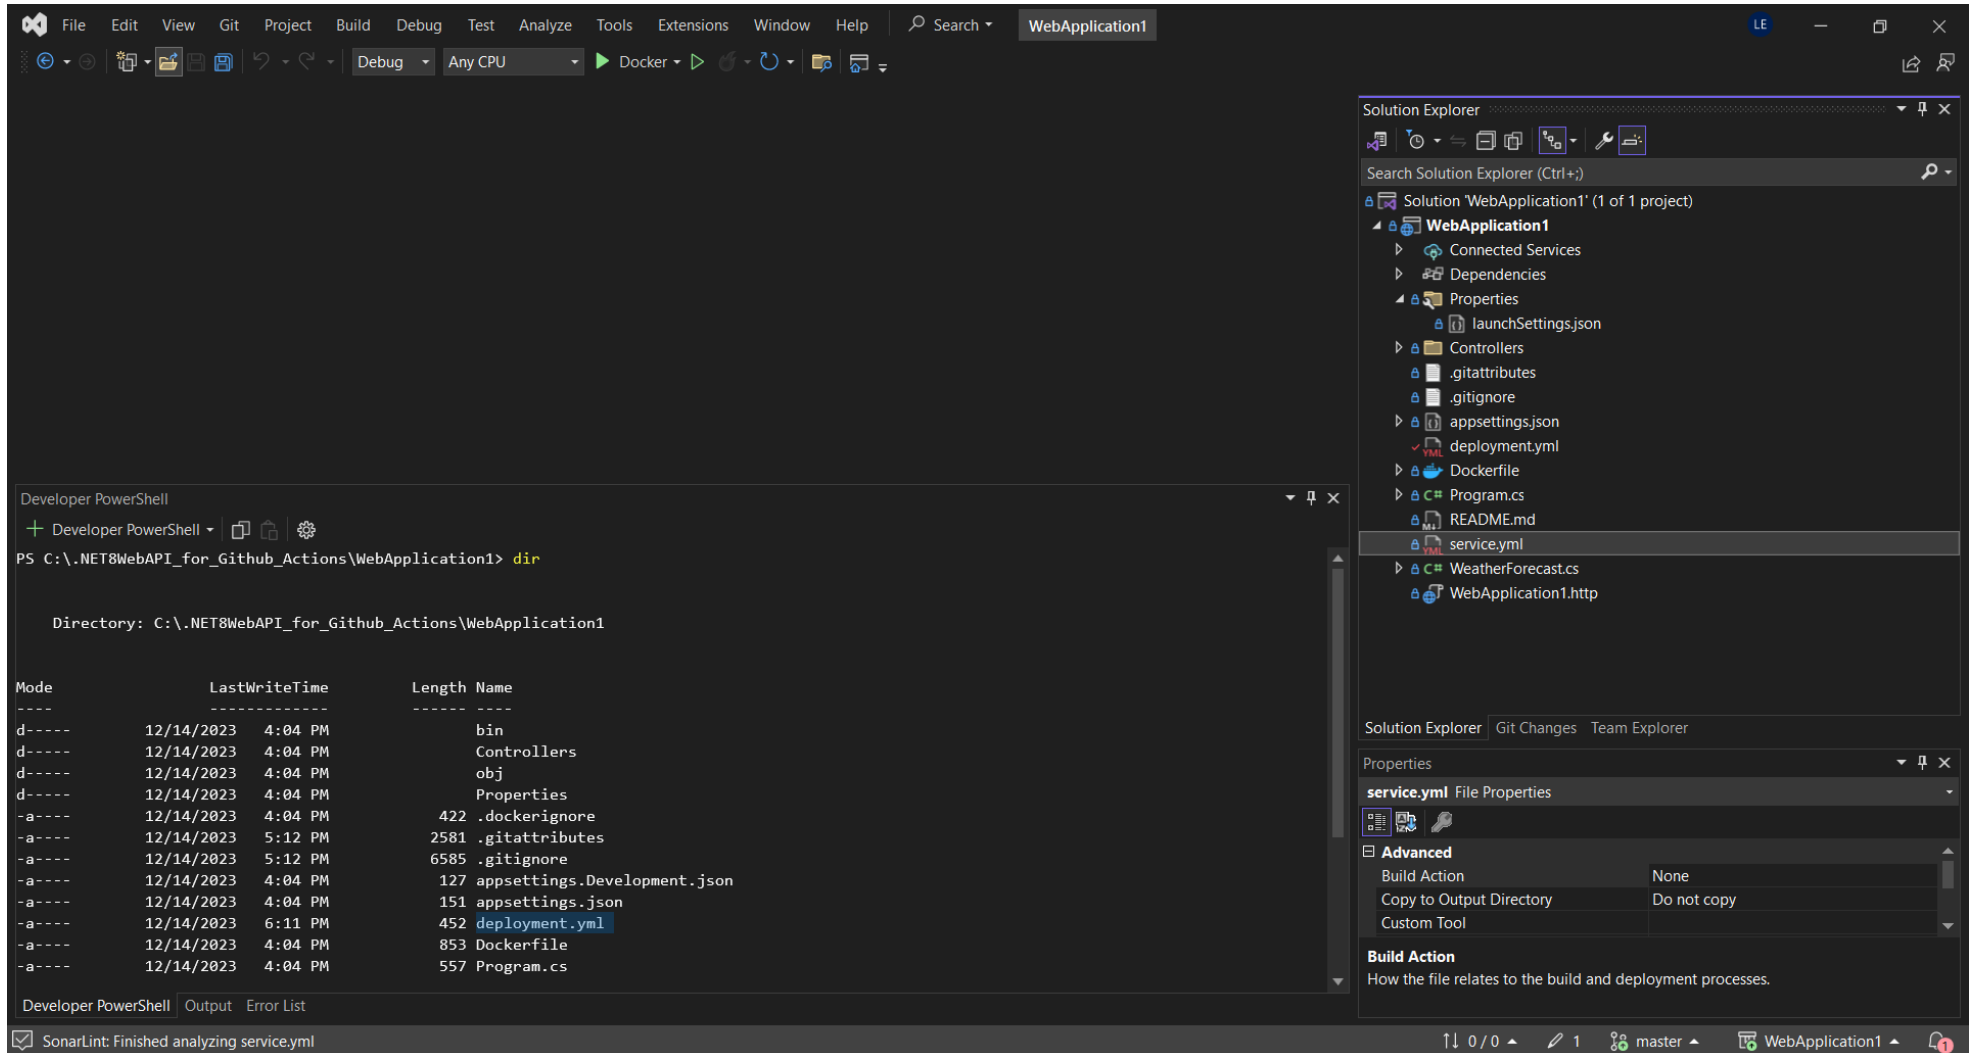 File Edit View Git Project Build Debug Test Analyze Tools Extensions Window Help Search WebApplication1 LE
Debug Any CPU Docker
Solution Explorer
Search Solution Explorer (Ctrl+;)
Solution 'WebApplication1' (1 of 1 project)
WebApplication1
Connected Services
Dependencies
Properties
launchSettings.json
Controllers
.gitattributes
.gitignore
appsettings.json
deployment.yml
Dockerfile
C# Program.cs
README.md
service.yml
C# WeatherForecast.cs
WebApplication1.http
Solution Explorer Git Changes Team Explorer
Properties
service.yml File Properties
Advanced
Build Action None
Copy to Output Directory Do not copy
Custom Tool
Build Action
How the file relates to the build and deployment processes.
Developer PowerShell
Developer PowerShell
PS C:\.NET8WebAPI_for_Github_Actions\WebApplication1> dir
Directory: C:\.NET8WebAPI_for_Github_Actions\WebApplication1
Mode LastWriteTime Length Name
---- ------------- ------ ----
d----- 12/14/2023 4:04 PM bin
d----- 12/14/2023 4:04 PM Controllers
d----- 12/14/2023 4:04 PM obj
d----- 12/14/2023 4:04 PM Properties
-a---- 12/14/2023 4:04 PM 422 .dockerignore
-a---- 12/14/2023 5:12 PM 2581 .gitattributes
-a---- 12/14/2023 5:12 PM 6585 .gitignore
-a---- 12/14/2023 4:04 PM 127 appsettings.Development.json
-a---- 12/14/2023 4:04 PM 151 appsettings.json
-a---- 12/14/2023 6:11 PM 452 deployment.yml
-a---- 12/14/2023 4:04 PM 853 Dockerfile
-a---- 12/14/2023 4:04 PM 557 Program.cs
Developer PowerShell Output Error List
SonarLint: Finished analyzing service.yml 0 / 0 1 master WebApplication1 1